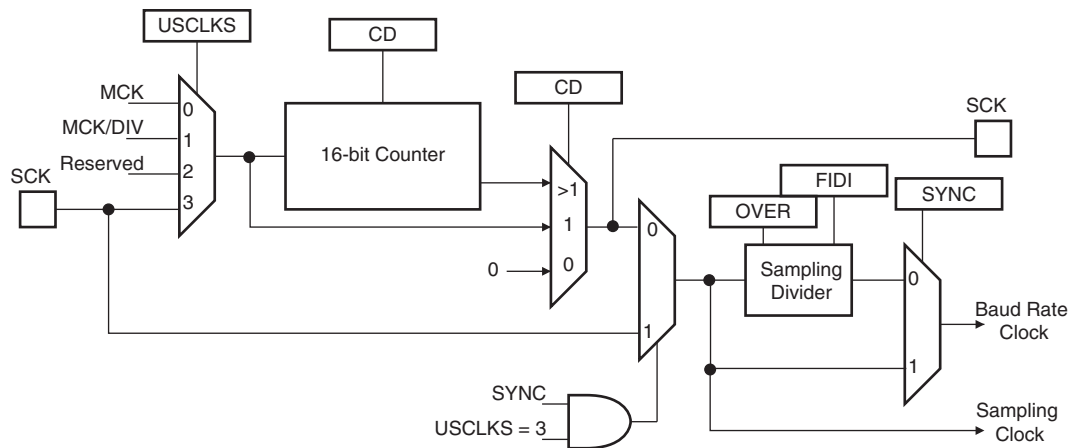 USCLKS
CD
CD
MCK
0
MCK/DIV
1
Reserved
2
SCK
3
16-bit Counter
>1
1
0
0
SCK
FIDI
OVER
SYNC
0
1
Sampling
Divider
0
1
Baud Rate
Clock
SYNC
USCLKS = 3
Sampling
Clock